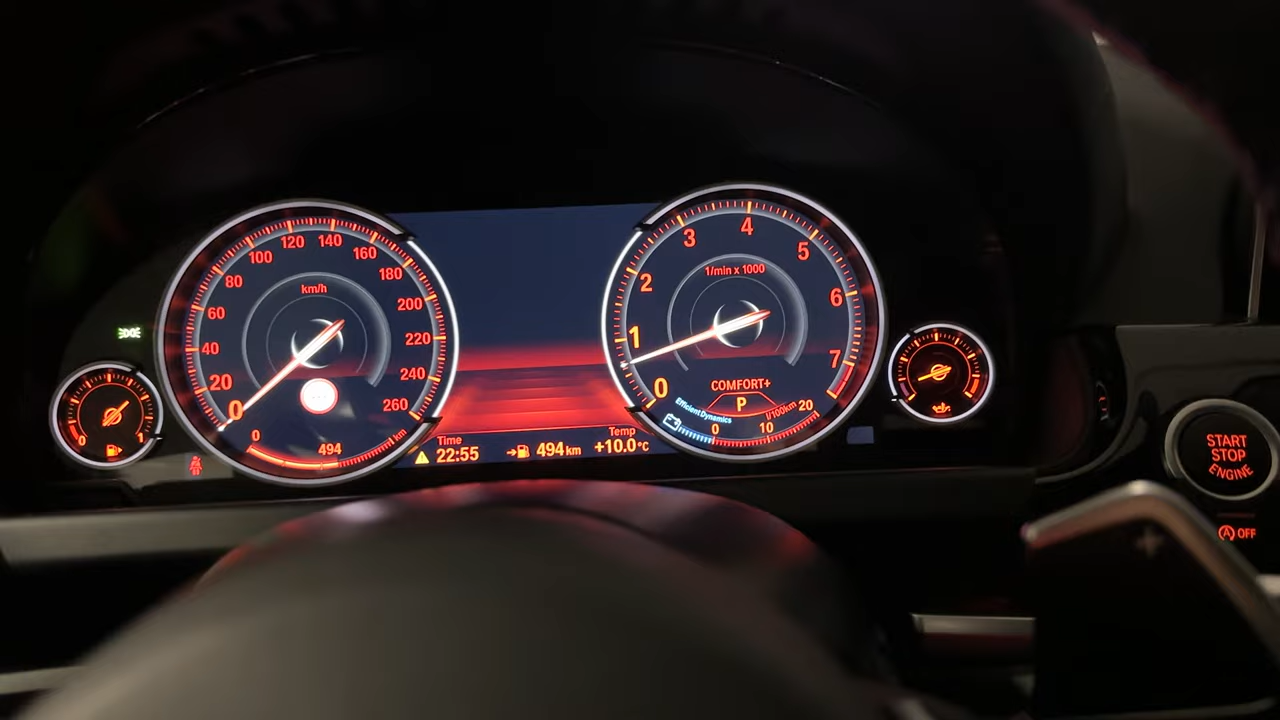 km/h
0
20
40
60
80
100
120
140
160
180
200
220
240
260
0
494
km
0
1
Time
22:55
494 km
Temp
+10.0°C
1/min x 1000
0
1
2
3
4
5
6
7
COMFORT+
P
EfficientDynamics
0
10
20
l/100km
START
STOP
ENGINE
A OFF
+